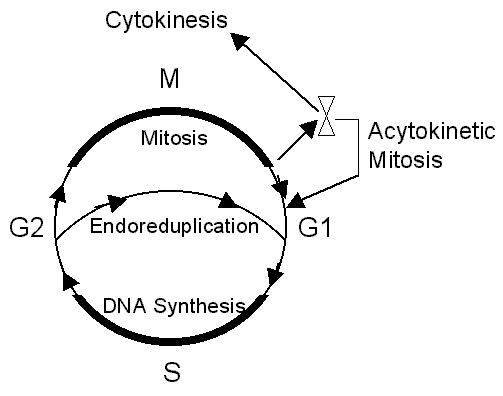 Cytokinesis
M
Mitosis
Acytokinetic
Mitosis
G2
Endoreduplication
G1
DNA Synthesis
S